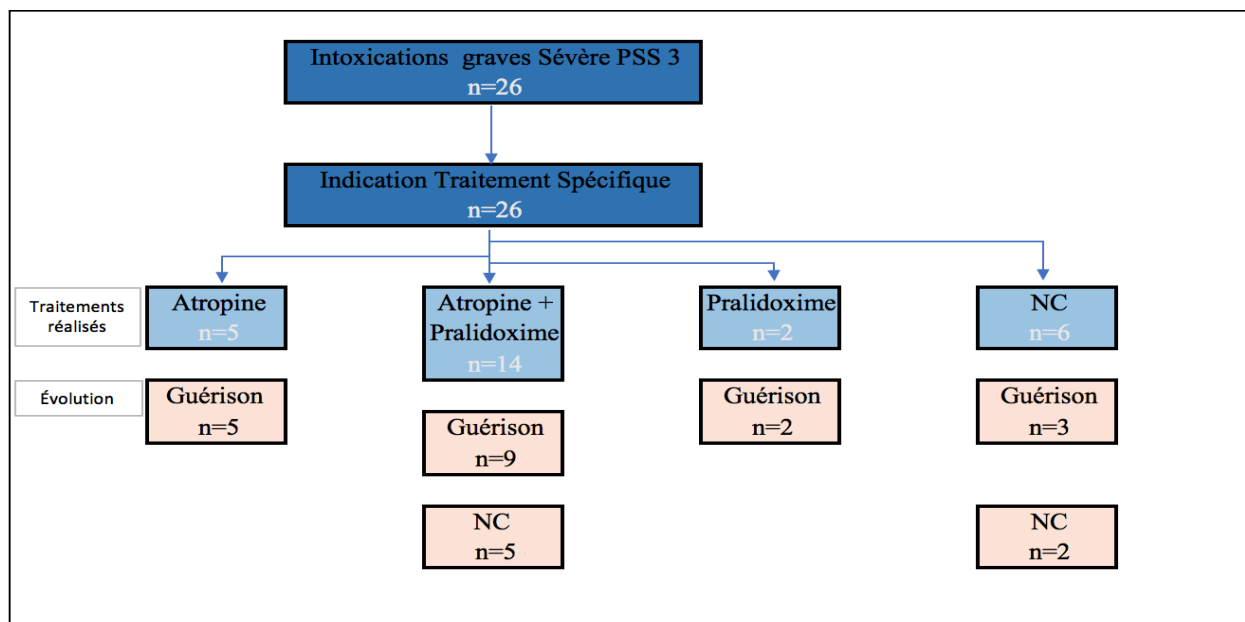 Intoxications graves Sévère PSS 3
n=26
Indication Traitement Spécifique
n=26
Traitements
réalisés
Atropine
n=5
Atropine +
Pralidoxime
n=14
Pralidoxime
n=2
NC
n=6
Évolution
Guérison
n=5
Guérison
n=9
Guérison
n=2
Guérison
n=3
NC
n=5
NC
n=2